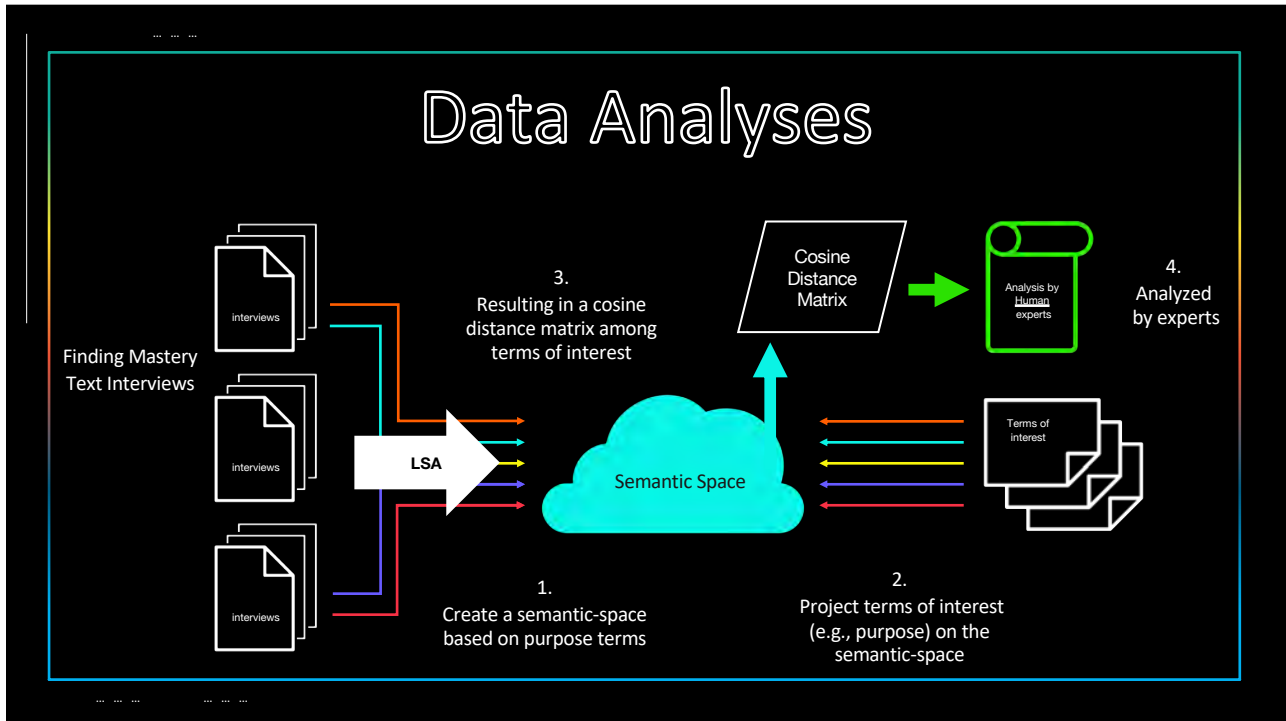 … … …
Data Analyses
interviews
Finding Mastery
Text Interviews
interviews
interviews
LSA
3.
Resulting in a cosine
distance matrix among
terms of interest
Cosine
Distance
Matrix
Analysis by
Human
experts
4.
Analyzed
by experts
Semantic Space
Terms of
interest
1.
Create a semantic-space
based on purpose terms
2.
Project terms of interest
(e.g., purpose) on the
semantic-space
… … …
… … …